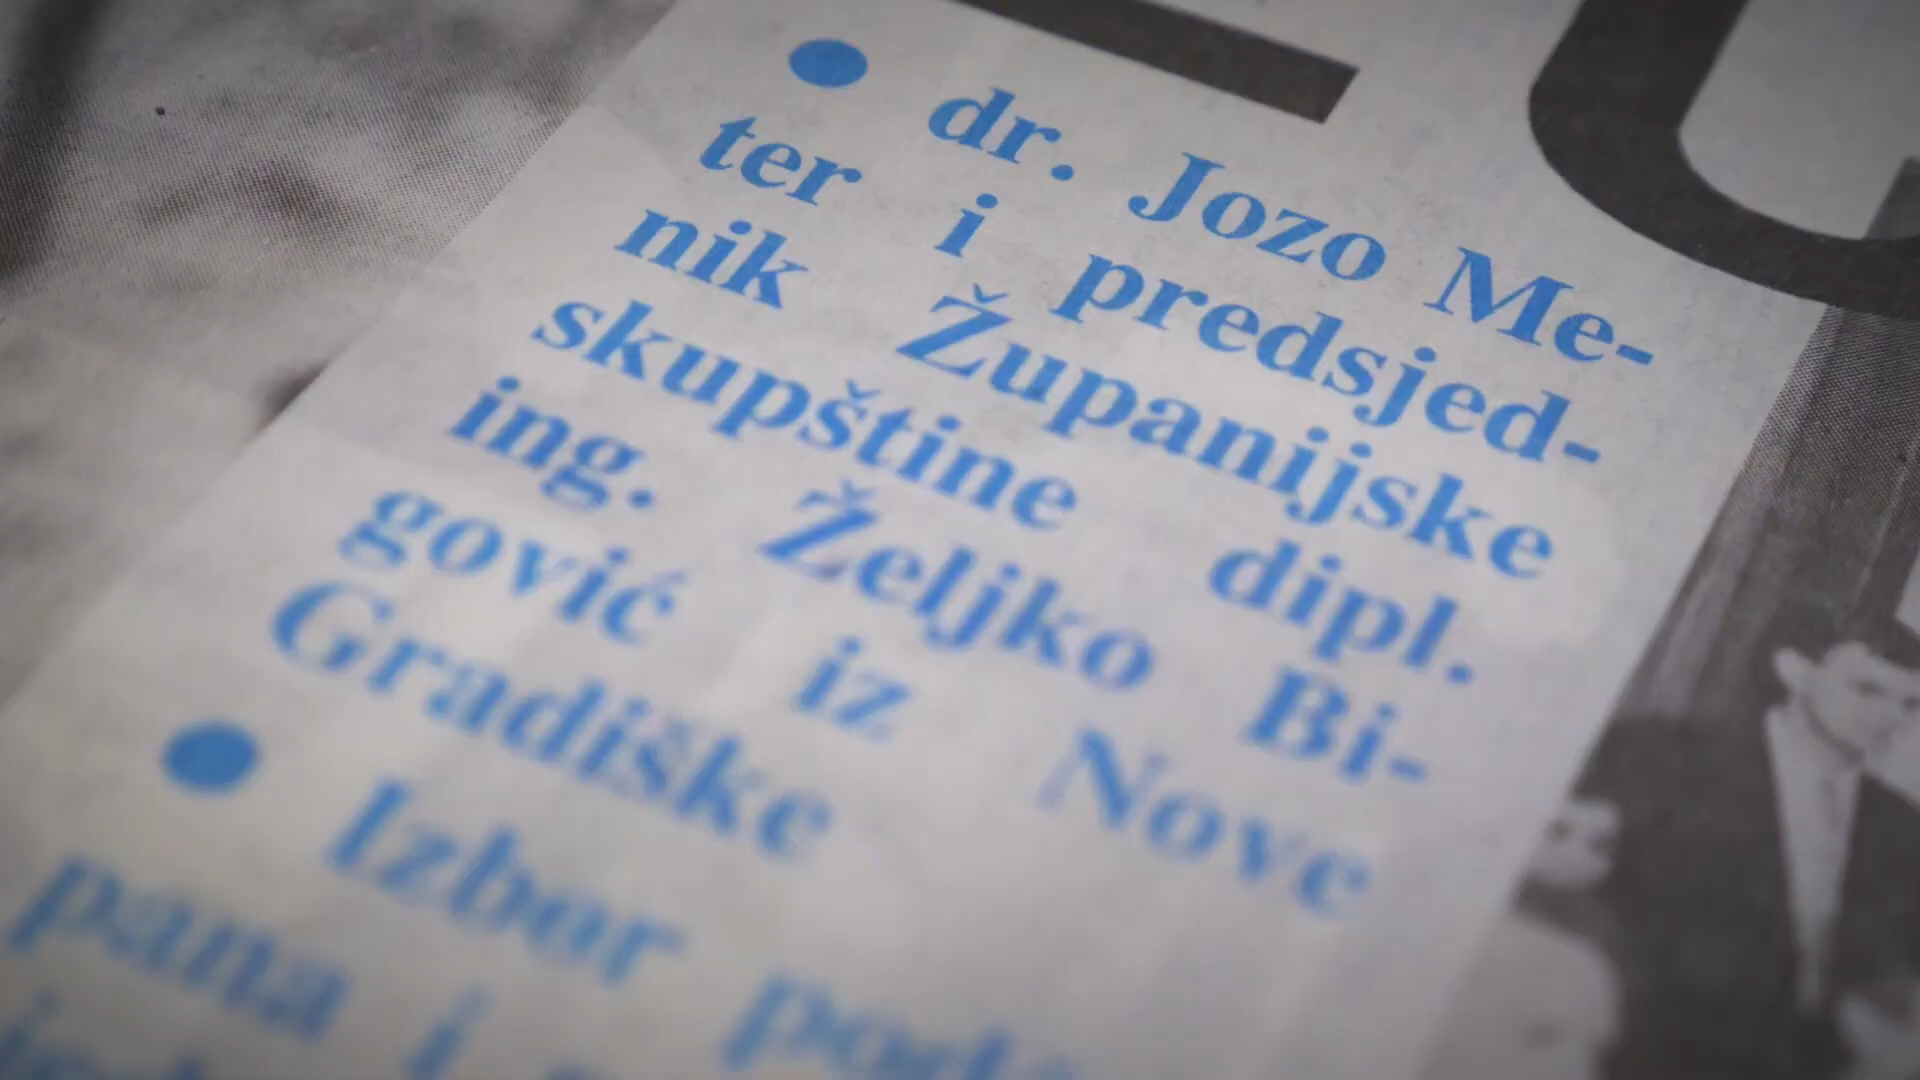 ● dr. Jozo Me-
ter i predsjed-
nik Županijske
skupštine dipl.
ing. Željko Bi-
gović iz Nove
Gradiške
● Izbor
pana i